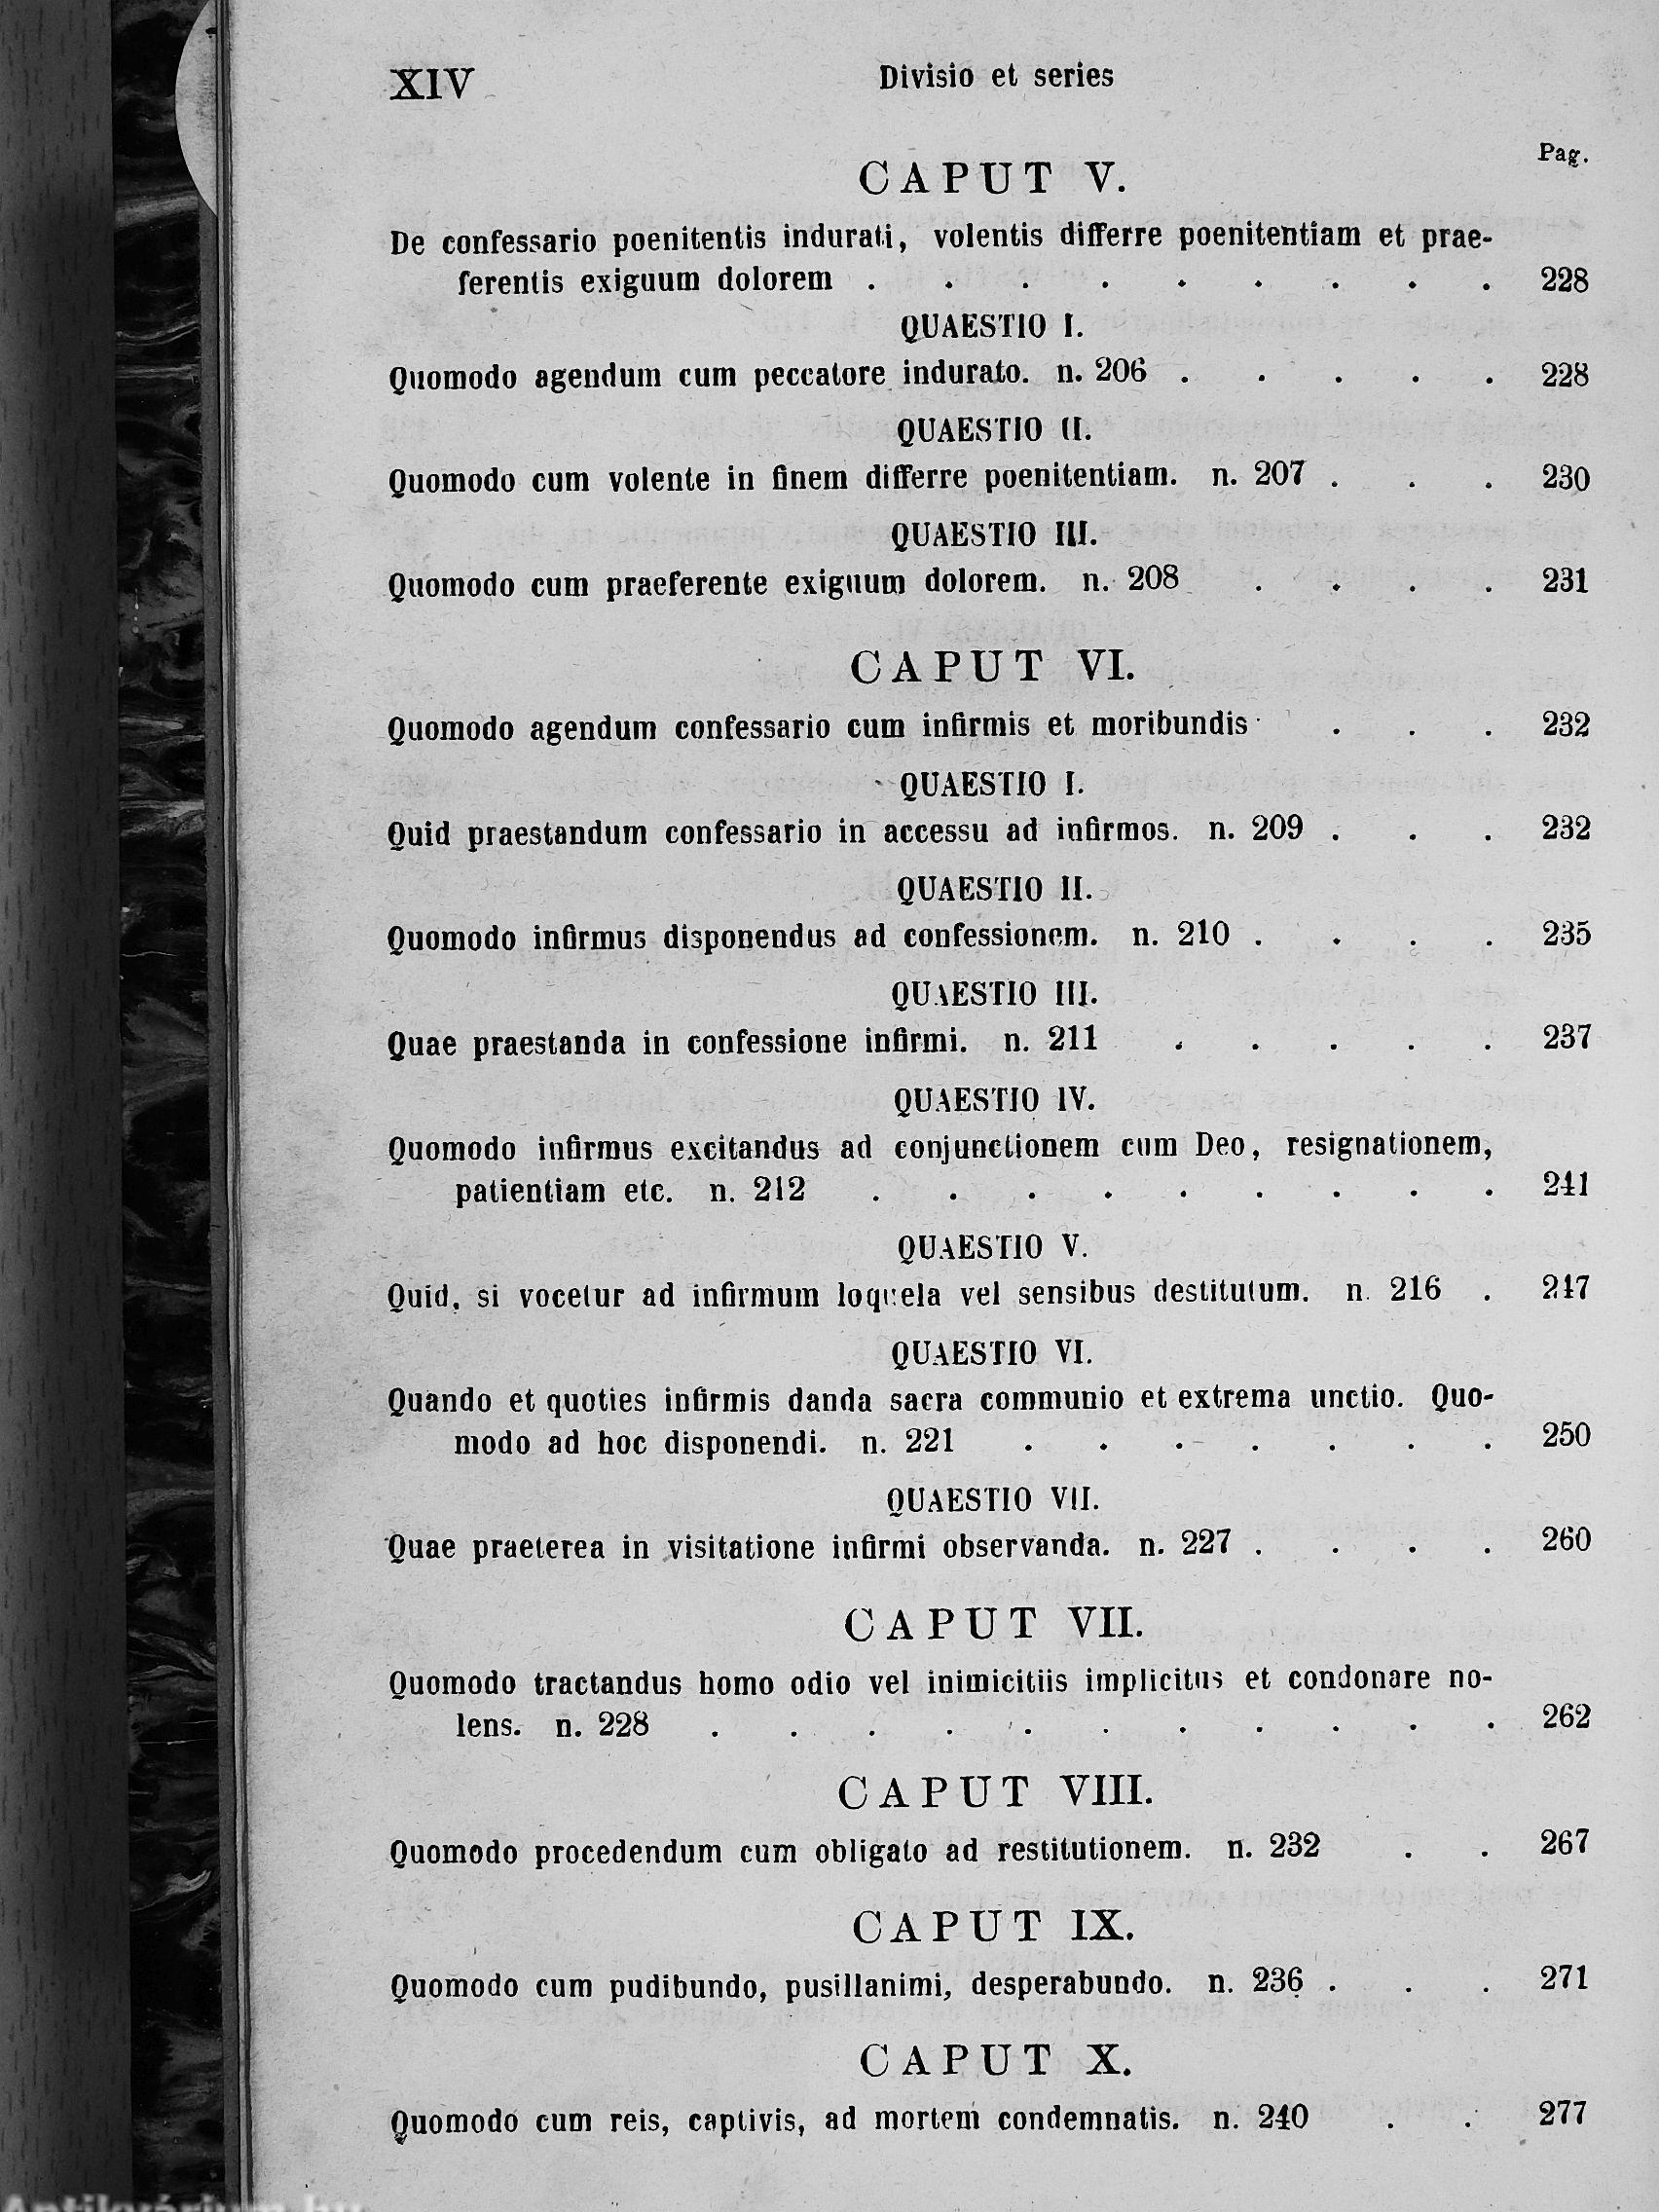 XIV Divisio et series
Pag.
CAPUT V.
De confessario poenitentis indurati, volentis differre poenitentiam et prae-
ferentis exiguum dolorem . . . . . . . . . 228
QUAESTIO I.
Quomodo agendum cum peccatore indurato. n. 206 . . . . . 228
QUAESTIO II.
Quomodo cum volente in finem differre poenitentiam. n. 207 . . . 230
QUAESTIO III.
Quomodo cum praeferente exiguum dolorem. n. 208 . . . . 231
CAPUT VI.
Quomodo agendum confessario cum infirmis et moribundis . . . 232
QUAESTIO I.
Quid praestandum confessario in accessu ad infirmos. n. 209 . . . 232
QUAESTIO II.
Quomodo infirmus disponendus ad confessionem. n. 210 . . . . 235
QUAESTIO III.
Quae praestanda in confessione infirmi. n. 211 . . . . . 237
QUAESTIO IV.
Quomodo infirmus excitandus ad conjunctionem cum Deo, resignationem,
patientiam etc. n. 212 . . . . . . . . . 241
QUAESTIO V.
Quid, si vocetur ad infirmum loquela vel sensibus destitutum. n. 216 . 247
QUAESTIO VI.
Quando et quoties infirmis danda sacra communio et extrema unctio. Quo-
modo ad hoc disponendi. n. 221 . . . . . . . 250
QUAESTIO VII.
Quae praeterea in visitatione infirmi observanda. n. 227 . . . . 260
CAPUT VII.
Quomodo tractandus homo odio vel inimicitiis implicitus et condonare no-
lens. n. 228 . . . . . . . . . . . 262
CAPUT VIII.
Quomodo procedendum cum obligato ad restitutionem. n. 232 . . 267
CAPUT IX.
Quomodo cum pudibundo, pusillanimi, desperabundo. n. 236 . . . 271
CAPUT X.
Quomodo cum reis, captivis, ad mortem condemnatis. n. 240 . . 277
Antikvárium.hu